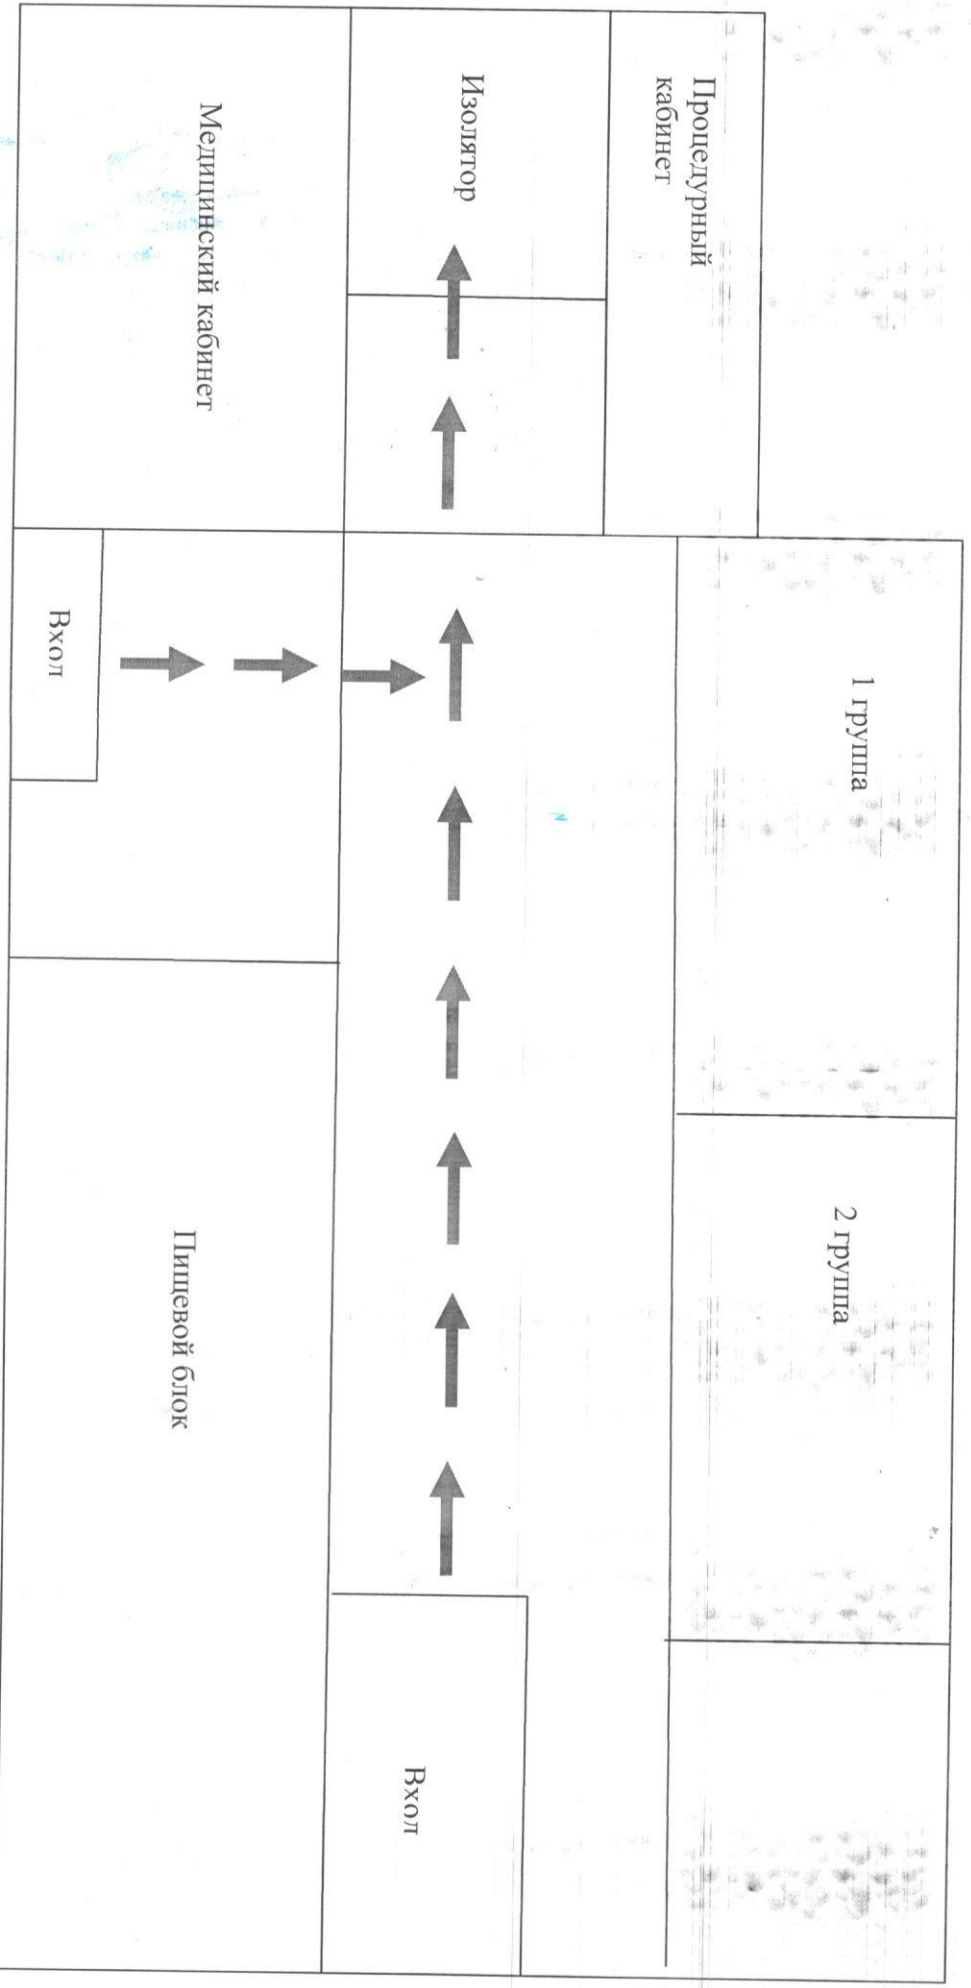 1 группа
2 группа
Процедурный
кабинет
Изолятор
Вход
Медицинский кабинет
Пищевой блок
Вход